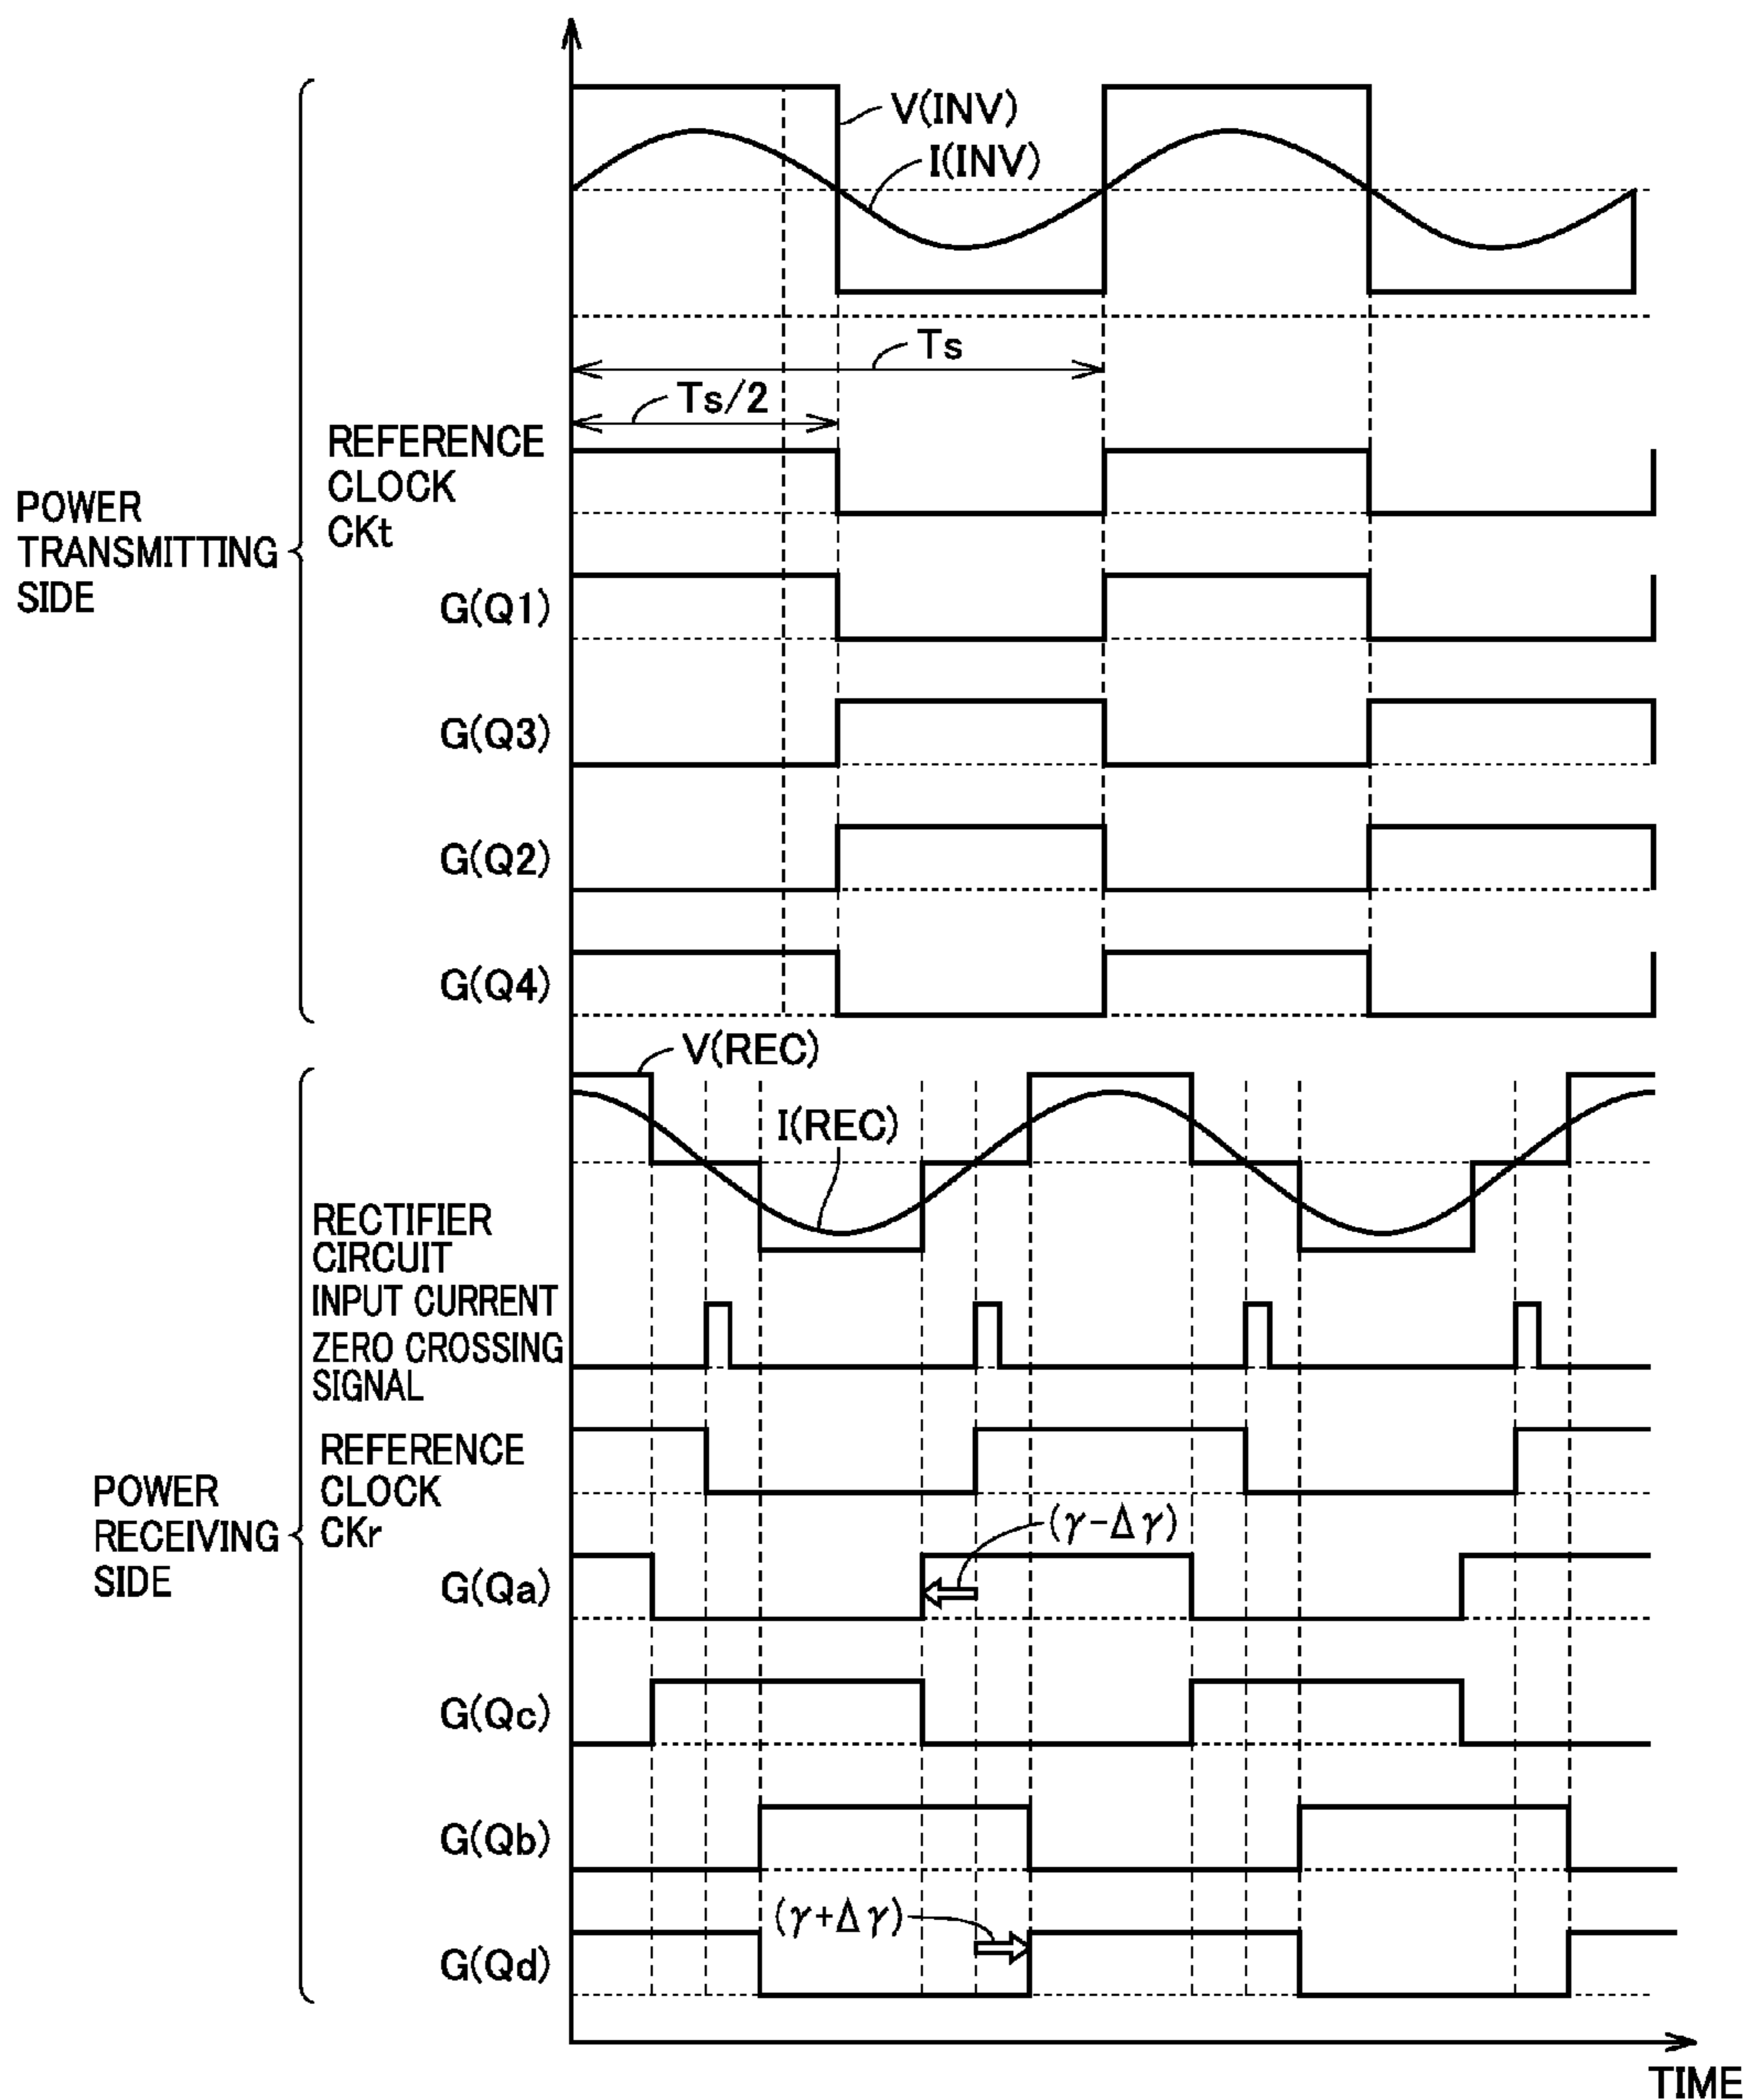 V(INV)
I(INV)
Ts
Ts/2
POWER
TRANSMITTING
SIDE
REFERENCE
CLOCK
CKt
G(Q1)
G(Q3)
G(Q2)
G(Q4)
V(REC)
I(REC)
POWER
RECEIVING
SIDE
RECTIFIER
CIRCUIT
INPUT CURRENT
ZERO CROSSING
SIGNAL
REFERENCE
CLOCK
CKr
(γ-Δγ)
G(Qa)
G(Qc)
G(Qb)
(γ+Δγ)
G(Qd)
TIME